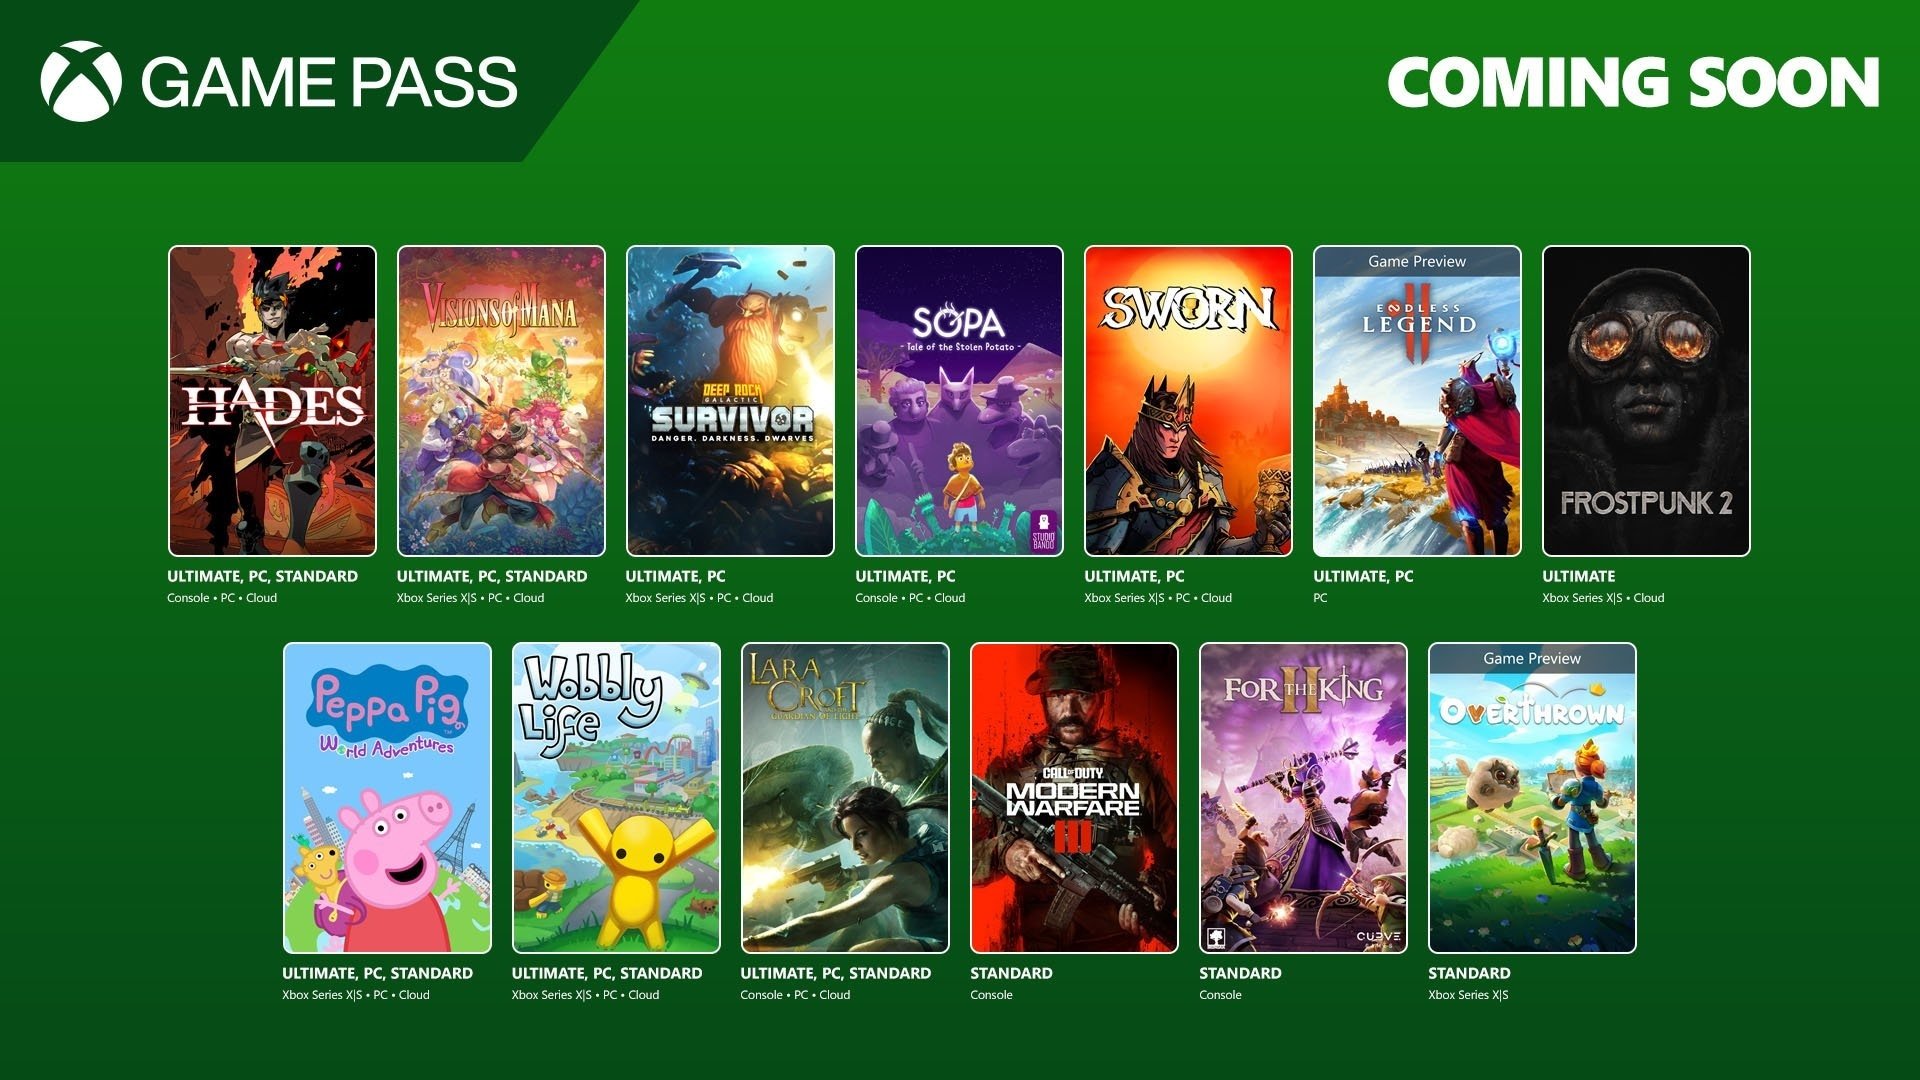 GAME PASS
COMING SOON
HADES
ULTIMATE, PC, STANDARD
Console • PC • Cloud
VISIONS of MANA
ULTIMATE, PC, STANDARD
Xbox Series X|S • PC • Cloud
DEEP ROCK
GALACTIC
SURVIVOR
DANGER. DARKNESS. DWARVES.
ULTIMATE, PC
Xbox Series X|S • PC • Cloud
SOPA
- Tale of the Stolen Potato -
STUDIO
BANDO
ULTIMATE, PC
Console • PC • Cloud
SWORN
ULTIMATE, PC
Xbox Series X|S • PC • Cloud
Game Preview
ENDLESS
LEGEND
II
ULTIMATE, PC
PC
FROSTPUNK 2
ULTIMATE
Xbox Series X|S • Cloud
Peppa Pig
TM
World Adventures
ULTIMATE, PC, STANDARD
Xbox Series X|S • PC • Cloud
Wobbly
Life
ULTIMATE, PC, STANDARD
Xbox Series X|S • PC • Cloud
LARA
CROFT
AND THE
GUARDIAN OF LIGHT
ULTIMATE, PC, STANDARD
Console • PC • Cloud
CALL OF DUTY
MODERN
WARFARE
III
STANDARD
Console
FOR THE KING
II
CURVE
GAMES
STANDARD
Console
Game Preview
OVERTHROWN
STANDARD
Xbox Series X|S